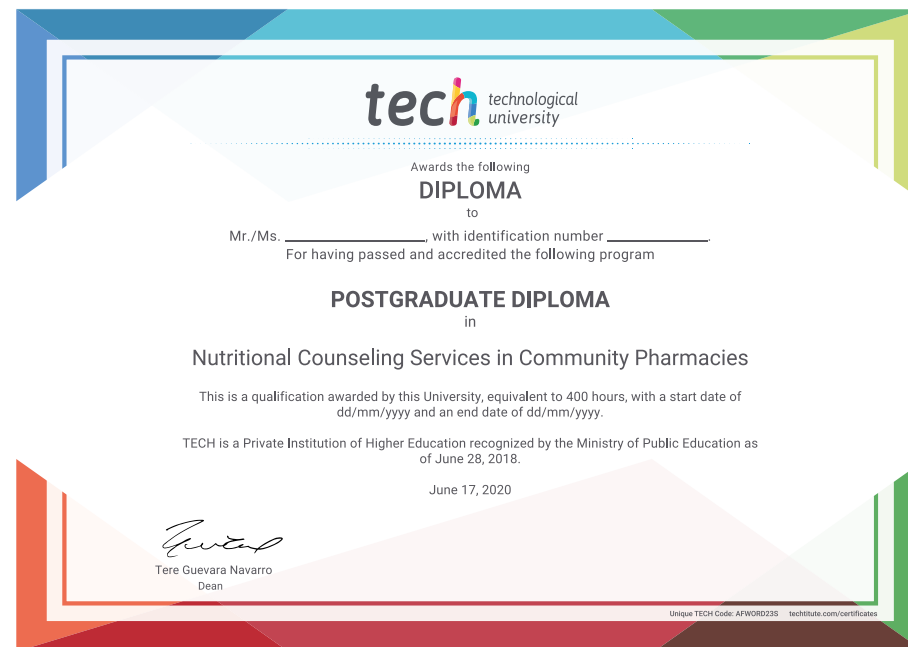 tech technological
university
Awards the following
DIPLOMA
to
Mr./Ms. ____________________, with identification number ______________.
For having passed and accredited the following program
POSTGRADUATE DIPLOMA
in
Nutritional Counseling Services in Community Pharmacies
This is a qualification awarded by this University, equivalent to 400 hours, with a start date of
dd/mm/yyyy and an end date of dd/mm/yyyy.
TECH is a Private Institution of Higher Education recognized by the Ministry of Public Education as
of June 28, 2018.
June 17, 2020
Tere Guevara Navarro
Dean
Unique TECH Code: AFWORD23S techtitute.com/certificates